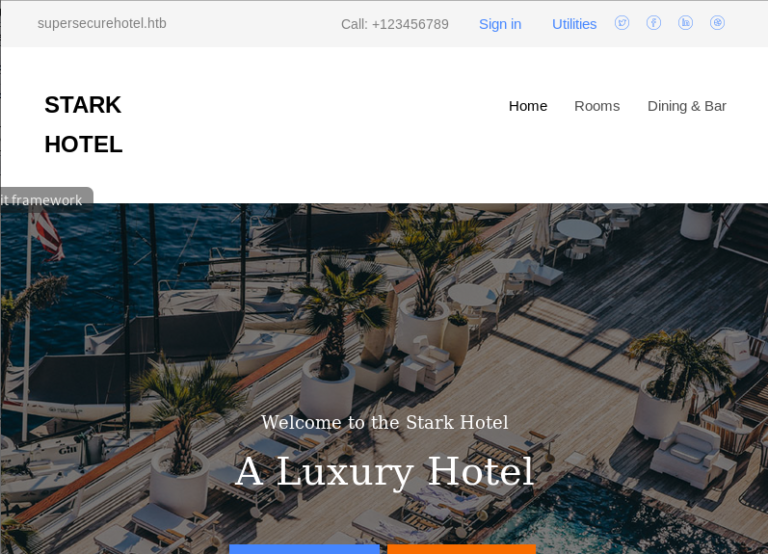 supersecurehotel.htb
Call: +123456789 Sign in Utilities
STARK
HOTEL
Home Rooms Dining & Bar
it framework
Welcome to the Stark Hotel
A Luxury Hotel